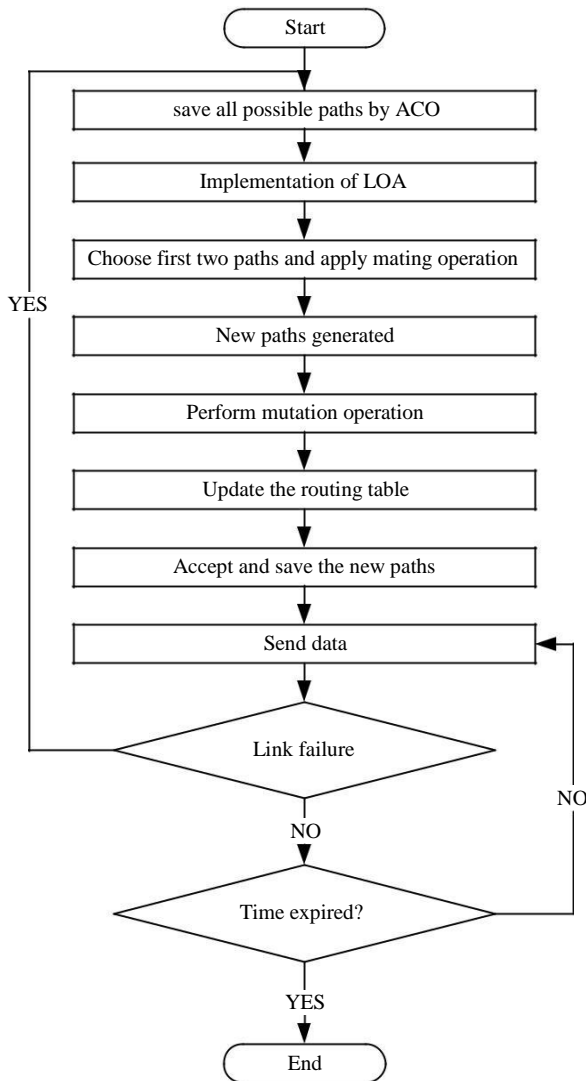 Start
save all possible paths by ACO
Implementation of LOA
Choose first two paths and apply mating operation
YES
New paths generated
Perform mutation operation
Update the routing table
Accept and save the new paths
Send data
Link failure
NO
NO
Time expired?
YES
End